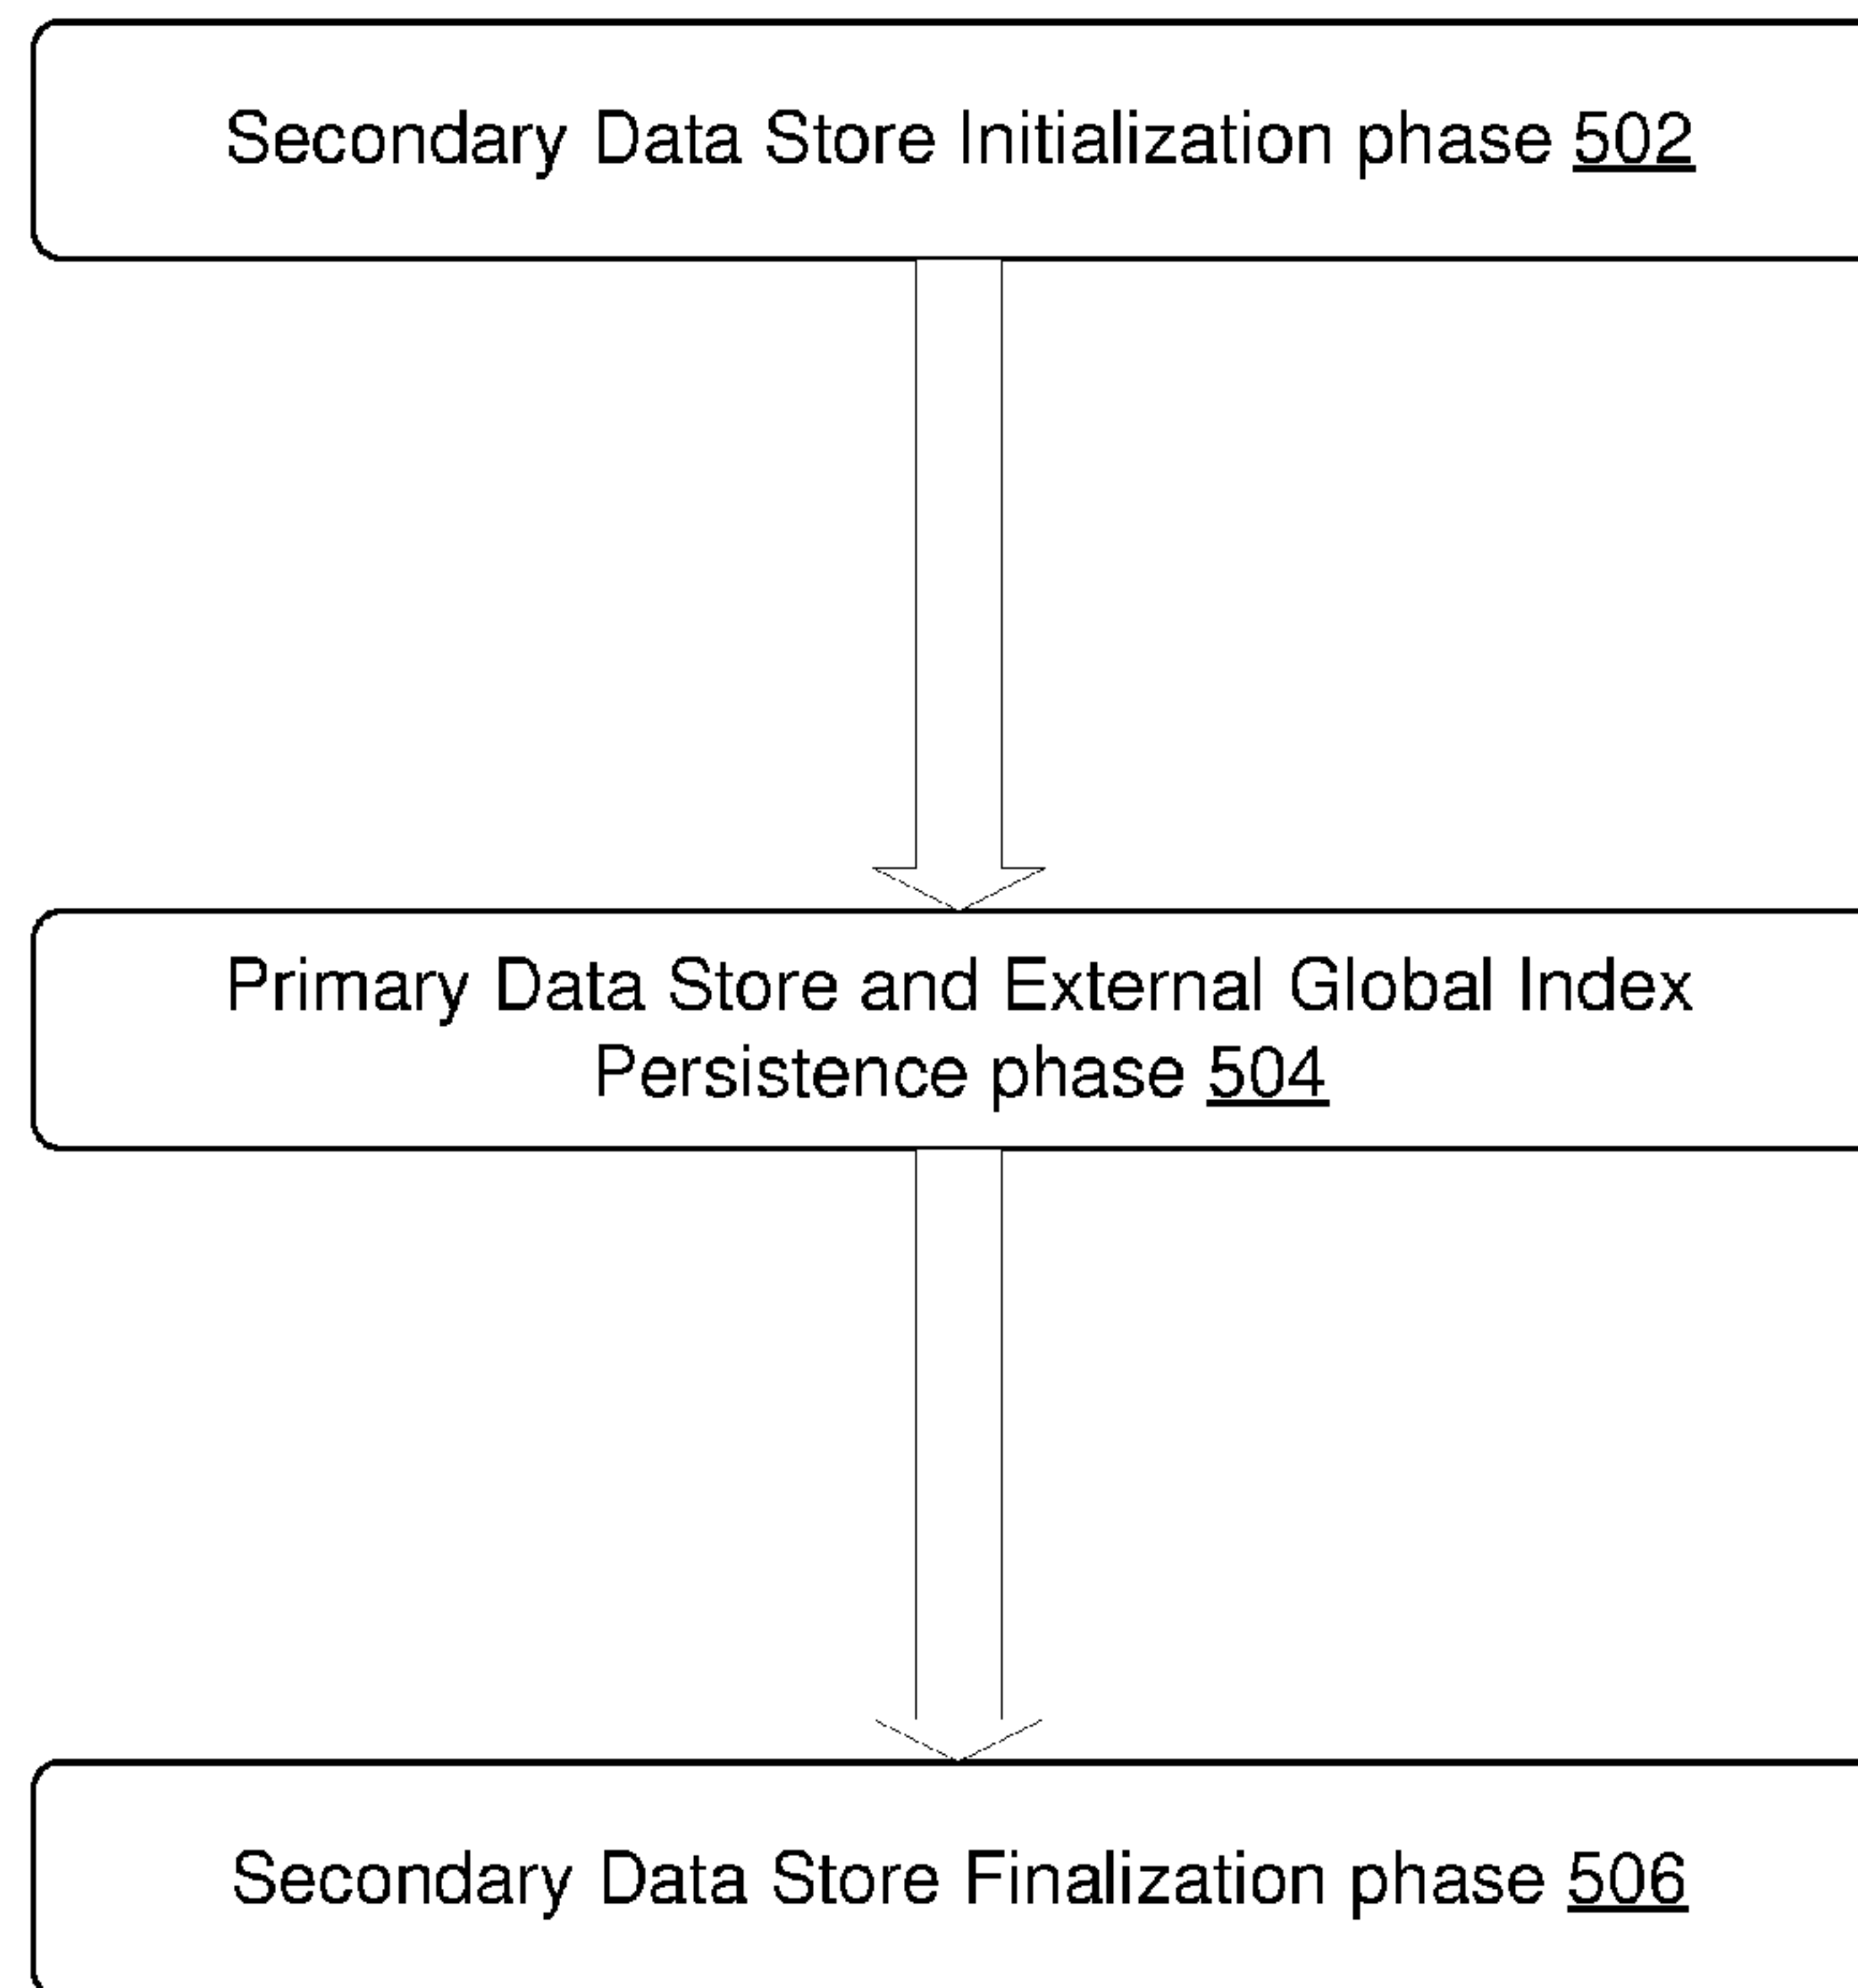 Secondary Data Store Initialization phase 502
Primary Data Store and External Global Index
Persistence phase 504
Secondary Data Store Finalization phase 506